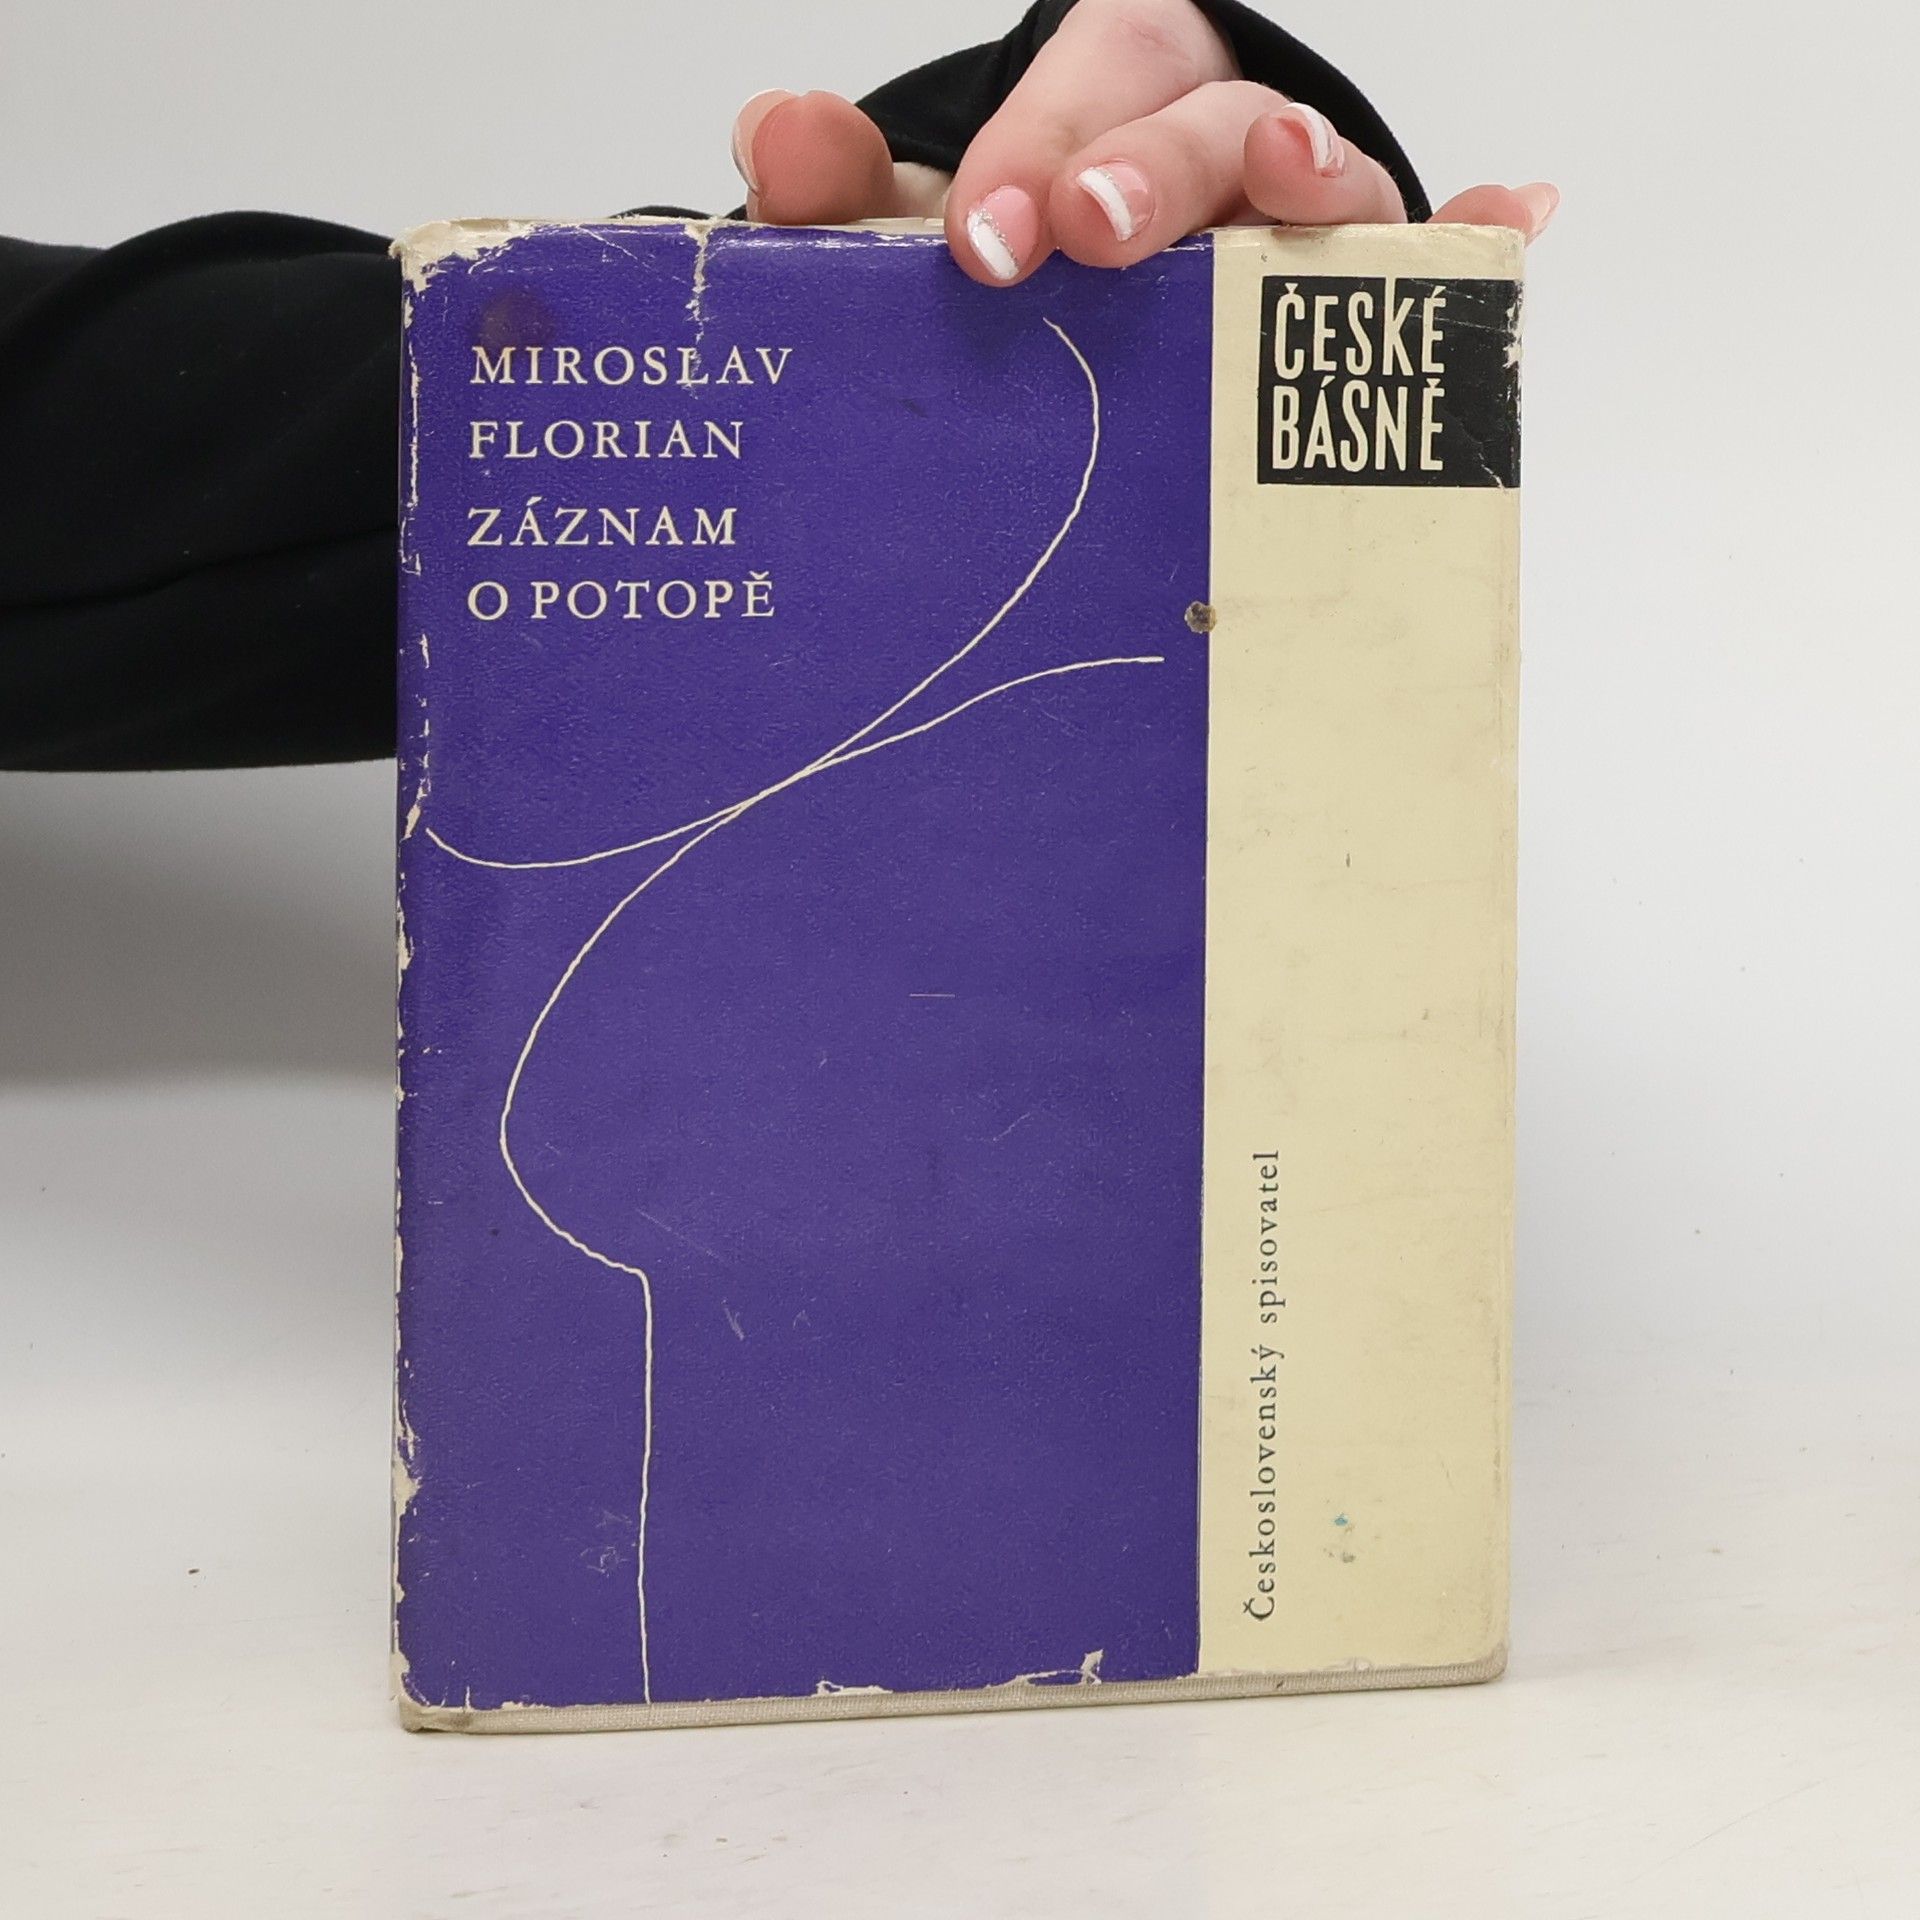 MIROSLAV
FLORIAN
ZÁZNAM
O POTOPĚ
ČESKÉ
BÁSNĚ
Československý spisovatel